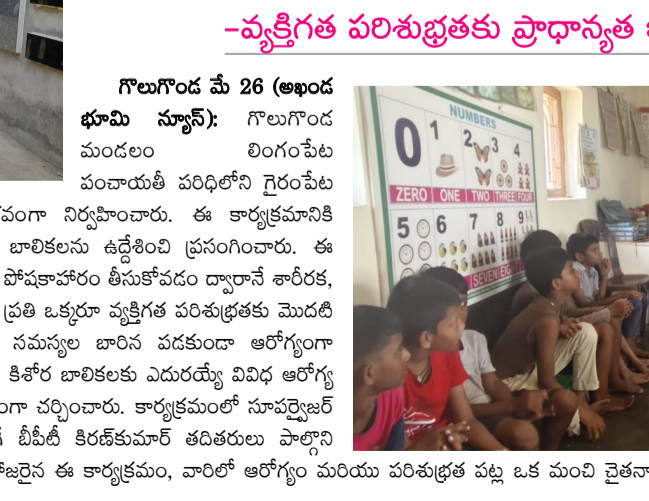 -వ్యక్తిగత పరిశుభ్రతకు ప్రాధాన్యత
గొలుగొండ మే 26 (అఖండ
భూమి న్యూస్): గొలుగొండ
మండలం లింగంపేట
పంచాయతీ పరిధిలోని గైరంపేట
నిర్వహించారు. ఈ కార్యక్రమానికి
బాలికలను ఉద్దేశించి ప్రసంగించారు. ఈ
పోషకాహారం తీసుకోవడం ద్వారానే శారీరక,
ప్రతి ఒక్కరూ వ్యక్తిగత పరిశుభ్రతకు మొదటి
సమస్యల బారిన పడకుండా ఆరోగ్యంగా
కిశోర బాలికలకు ఎదురయ్యే వివిధ ఆరోగ్య
చర్చించారు. కార్యక్రమంలో సూపర్వైజర్
బీపీటీ కిరణ్‌కుమార్ తదితరులు పాల్గొని
ఈ కార్యక్రమం, వారిలో ఆరోగ్యం మరియు పరిశుభ్రత పట్ల ఒక మంచి
NUMBERS
0 1 2 3 4
ZERO ONE TWO THREE FOUR
5 6 7 8 9
SEVEN